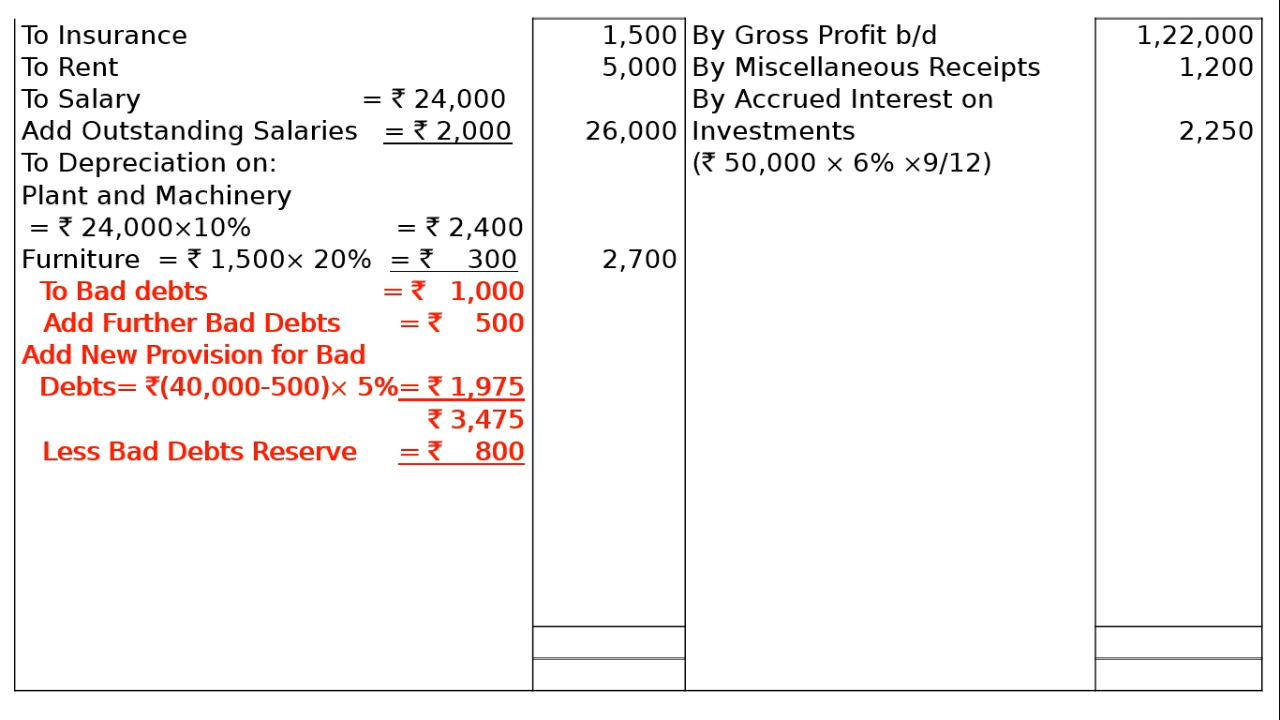 To Insurance 1,500 By Gross Profit b/d 1,22,000
To Rent 5,000 By Miscellaneous Receipts 1,200
To Salary = ₹ 24,000 By Accrued Interest on
Add Outstanding Salaries = ₹ 2,000 26,000 Investments 2,250
To Depreciation on: (₹ 50,000 × 6% ×9/12)
Plant and Machinery
= ₹ 24,000×10% = ₹ 2,400
Furniture = ₹ 1,500× 20% = ₹ 300 2,700
To Bad debts = ₹ 1,000
Add Further Bad Debts = ₹ 500
Add New Provision for Bad
Debts= ₹(40,000-500)× 5%= ₹ 1,975
₹ 3,475
Less Bad Debts Reserve = ₹ 800